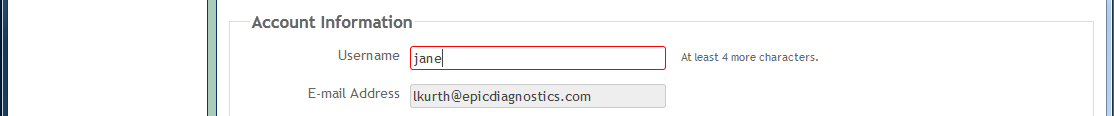 Account Information
Username jane At least 4 more characters.
E-mail Address lkurth@epicdiagnostics.com